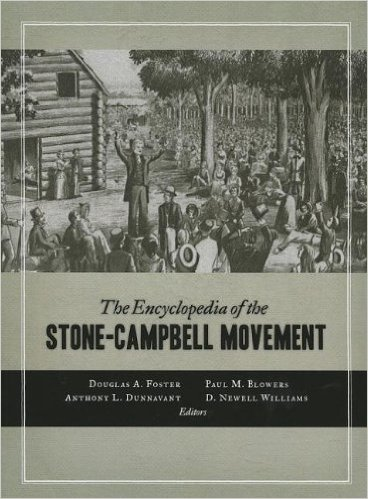 The Encyclopedia of the
STONE-CAMPBELL MOVEMENT
DOUGLAS A. FOSTER PAUL M. BLOWERS
ANTHONY L. DUNNAVANT D. NEWELL WILLIAMS
Editors